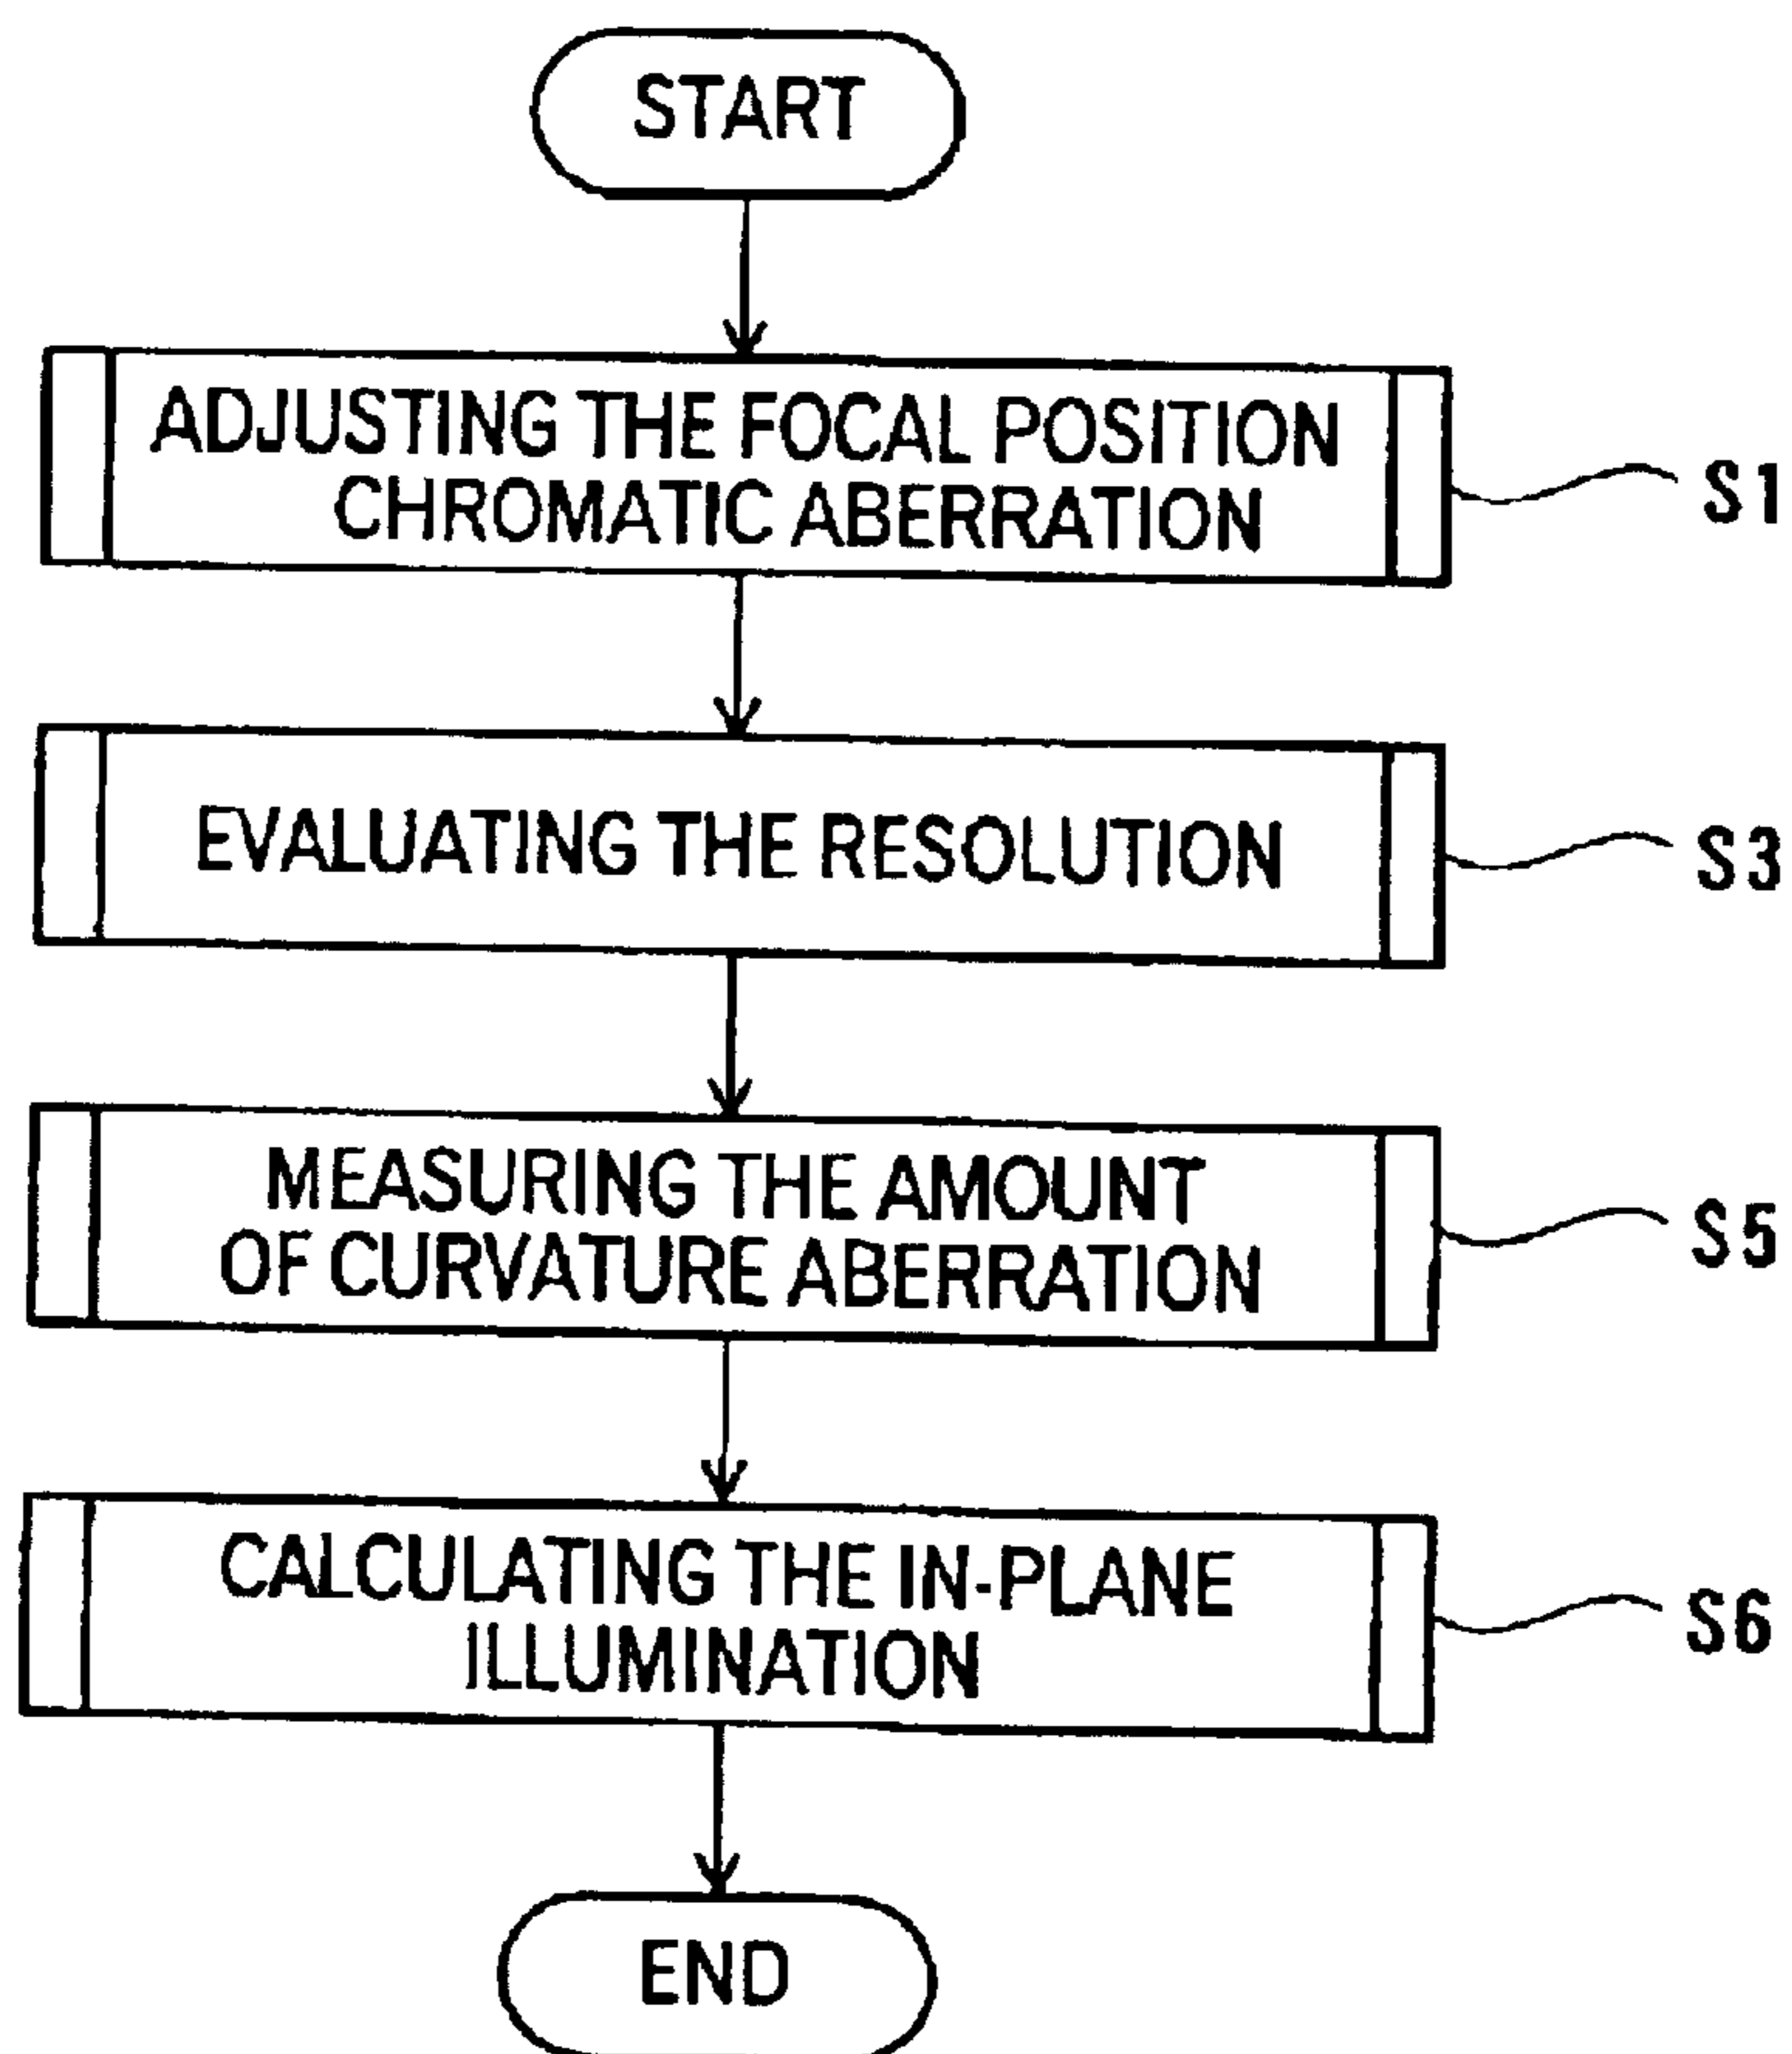 START
ADJUSTING THE FOCAL POSITION
CHROMATIC ABERRATION
S1
EVALUATING THE RESOLUTION
S3
MEASURING THE AMOUNT
OF CURVATURE ABERRATION
S5
CALCULATING THE IN-PLANE
ILLUMINATION
S6
END